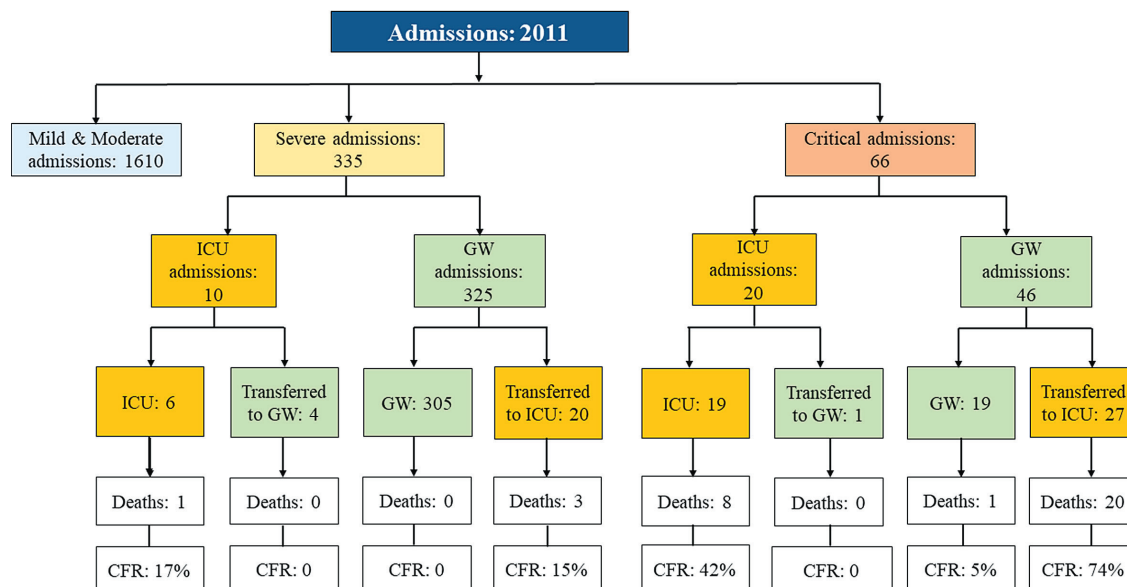 Admissions: 2011
Mild & Moderate
admissions: 1610
Severe admissions:
335
Critical admissions:
66
ICU
admissions:
10
GW
admissions:
325
ICU
admissions:
20
GW
admissions:
46
ICU: 6
Transferred
to GW: 4
GW: 305
Transferred
to ICU: 20
ICU: 19
Transferred
to GW: 1
GW: 19
Transferred
to ICU: 27
Deaths: 1
Deaths: 0
Deaths: 0
Deaths: 3
Deaths: 8
Deaths: 0
Deaths: 1
Deaths: 20
CFR: 17%
CFR: 0
CFR: 0
CFR: 15%
CFR: 42%
CFR: 0
CFR: 5%
CFR: 74%